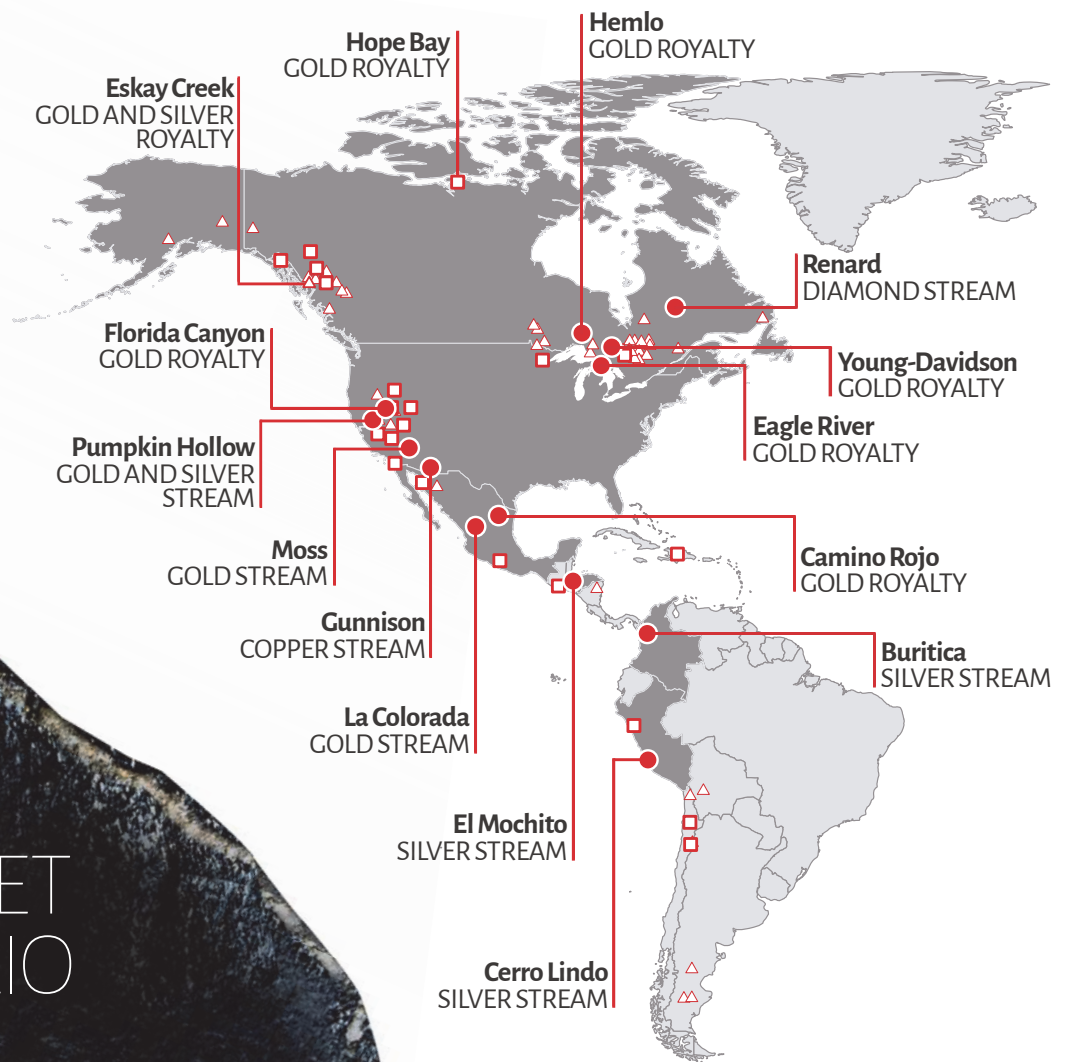 Hemlo
GOLD ROYALTY
Hope Bay
GOLD ROYALTY
Eskay Creek
GOLD AND SILVER
ROYALTY
Renard
DIAMOND STREAM
Florida Canyon
GOLD ROYALTY
Young-Davidson
GOLD ROYALTY
Eagle River
GOLD ROYALTY
Pumpkin Hollow
GOLD AND SILVER
STREAM
Moss
GOLD STREAM
Camino Rojo
GOLD ROYALTY
Gunnison
COPPER STREAM
Buritica
SILVER STREAM
La Colorada
GOLD STREAM
El Mochito
SILVER STREAM
Cerro Lindo
SILVER STREAM
ET
IO